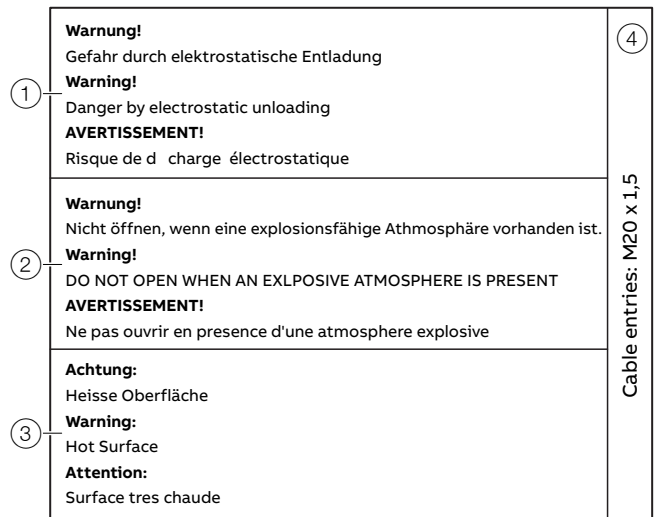 Warnung!
Gefahr durch elektrostatische Entladung
Warning!
Danger by electrostatic unloading
AVERTISSEMENT!
Risque de d charge électrostatique
1
Warnung!
Nicht öffnen, wenn eine explosionsfähige Athmosphäre vorhanden ist.
Warning!
DO NOT OPEN WHEN AN EXLPOSIVE ATMOSPHERE IS PRESENT
AVERTISSEMENT!
Ne pas ouvrir en presence d'une atmosphere explosive
2
Achtung:
Heisse Oberfläche
Warning:
Hot Surface
Attention:
Surface tres chaude
3
4
Cable entries: M20 x 1,5